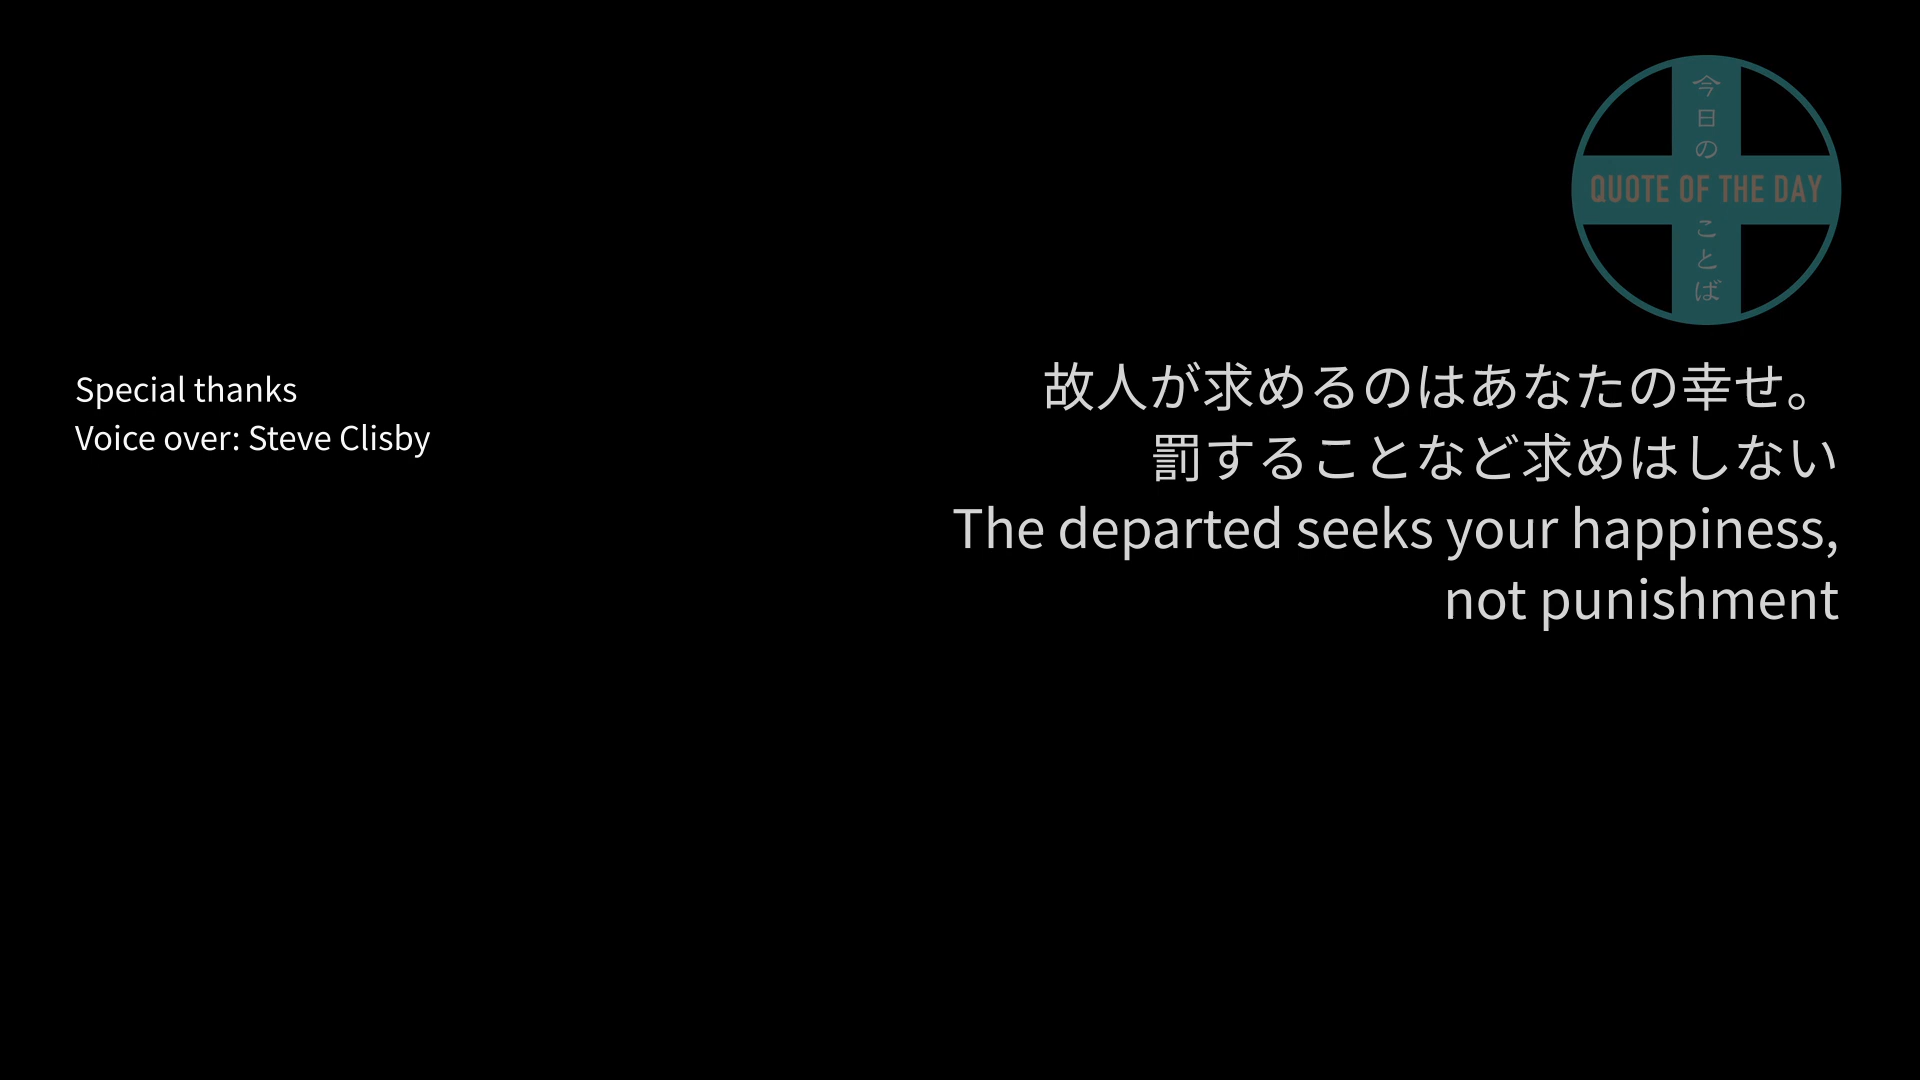 今日のことば
QUOTE OF THE DAY
Special thanks
Voice over: Steve Clisby
故人が求めるのはあなたの幸せ。
罰することなど求めはしない
The departed seeks your happiness,
not punishment